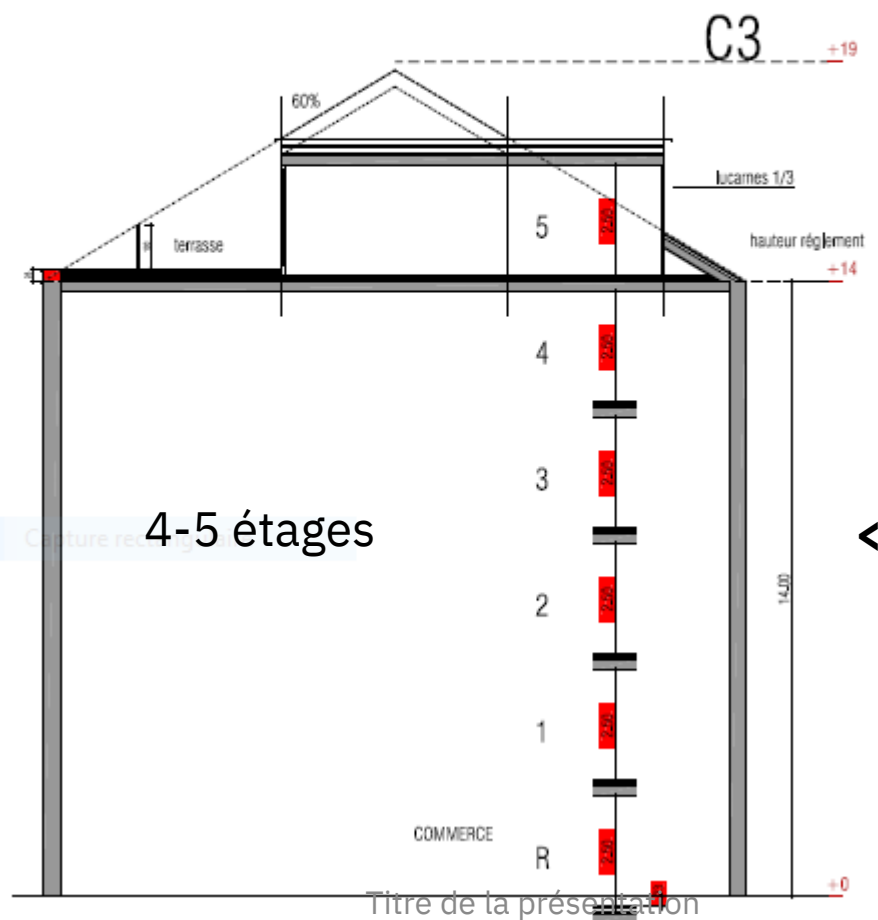 C3
+19
60%
lucarnes 1/3
5
terrasse
hauteur réglement
+14
4
3
4-5 étages
<
2
14.00
1
COMMERCE
R
+0
Titre de la présentation